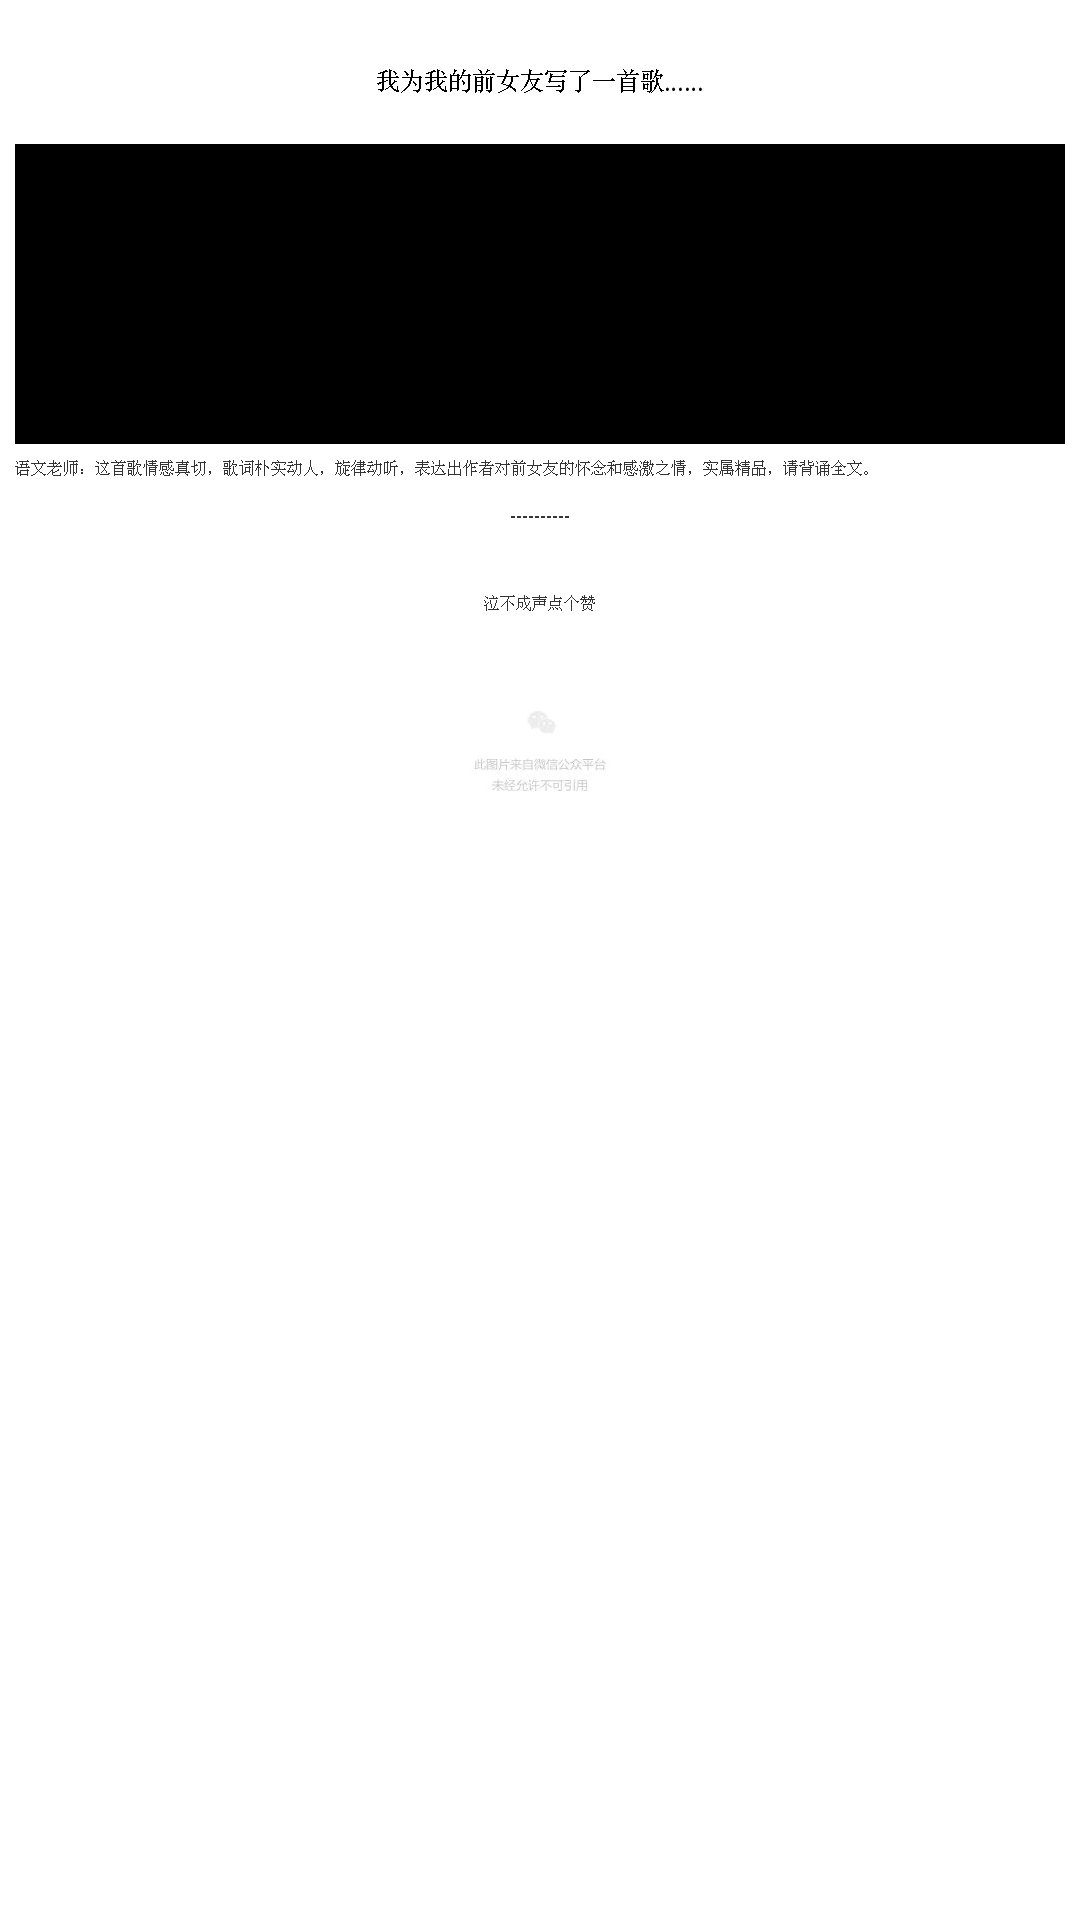 我为我的前女友写了一首歌......
语文老师：这首歌情感真切，歌词朴实动人，旋律动听，表达出作者对前女友的怀念和感激之情，实属精品，请背诵全文。
----------
泣不成声点个赞
此图片来自微信公众平台
未经允许不可引用